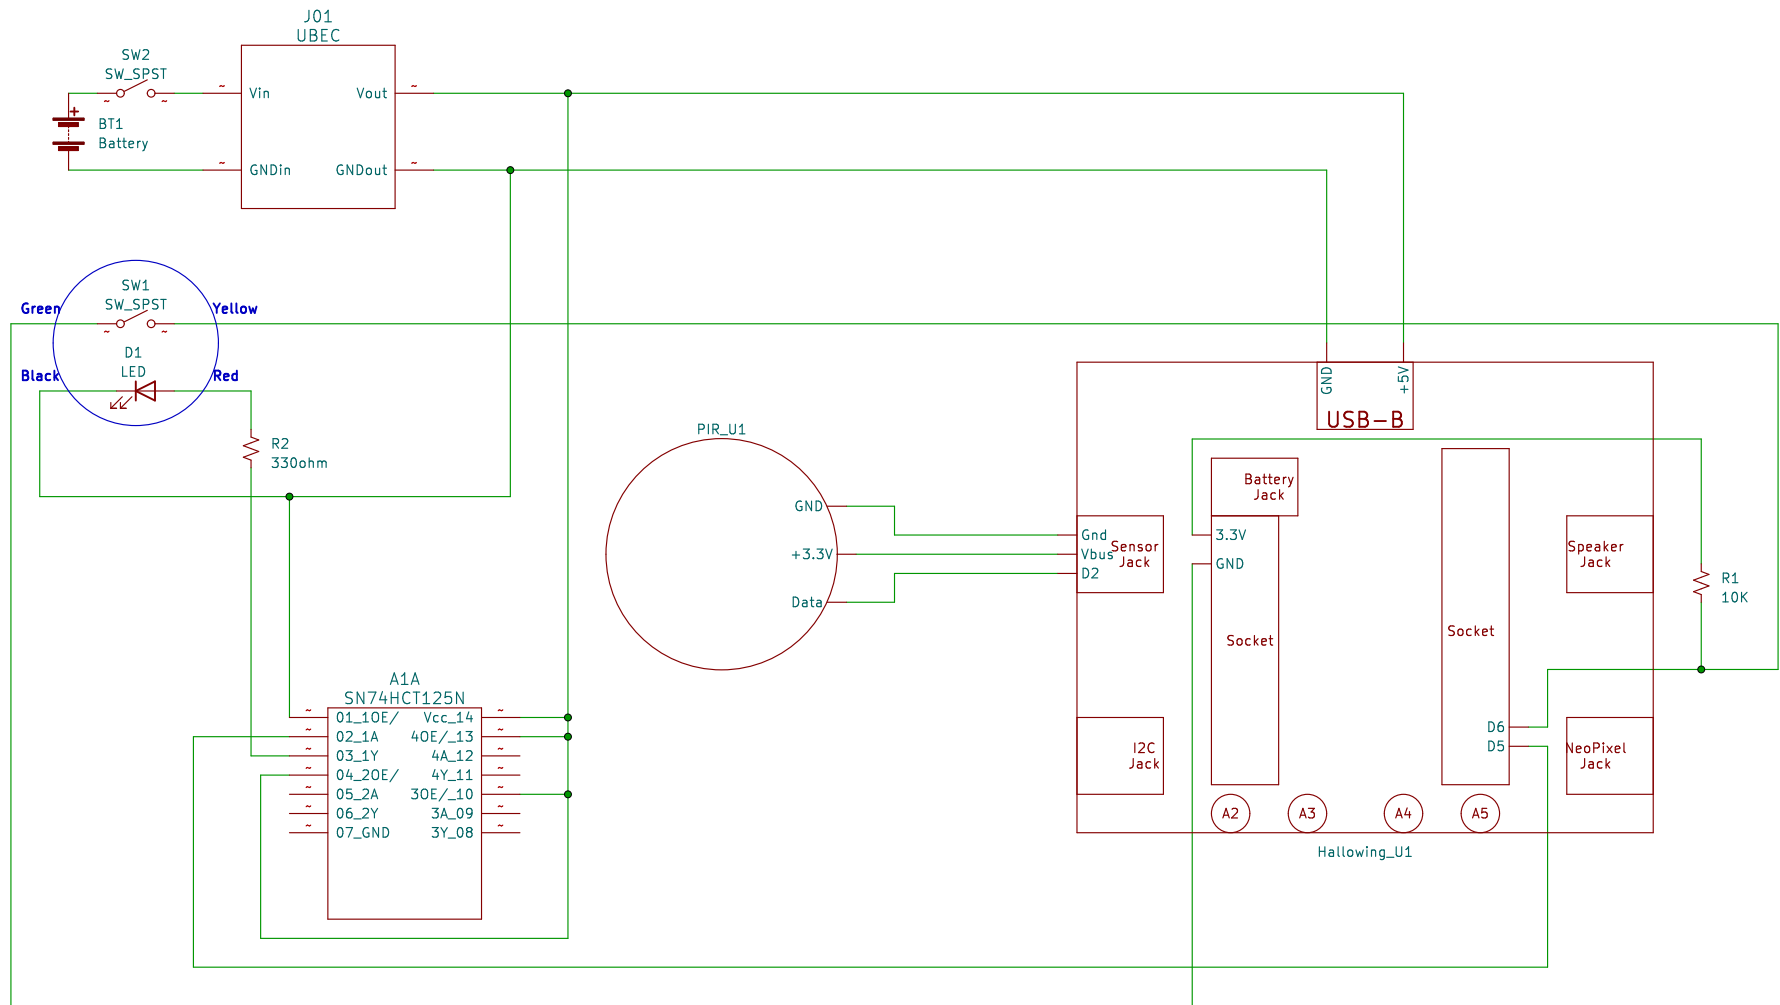 J01
UBEC
SW2
SW_SPST
~ ~
~ Vin Vout ~
+
BT1
Battery
~ GNDin GNDout ~
SW1
SW_SPST
Green Yellow
~ ~
D1
LED
Black Red
R2
330ohm
PIR_U1
GND
+3.3V
Data
GND +5V
USB-B
Battery
Jack
3.3V
GND
Gnd
Vbus
D2
Sensor
Jack
Speaker
Jack
Socket
Socket
R1
10K
D6
D5
I2C
Jack
NeoPixel
Jack
A2 A3 A4 A5
Hallowing_U1
A1A
SN74HCT125N
~ 01_1OE/ Vcc_14 ~
~ 02_1A 4OE/_13 ~
~ 03_1Y 4A_12 ~
~ 04_2OE/ 4Y_11 ~
~ 05_2A 3OE/_10 ~
~ 06_2Y 3A_09 ~
~ 07_GND 3Y_08 ~